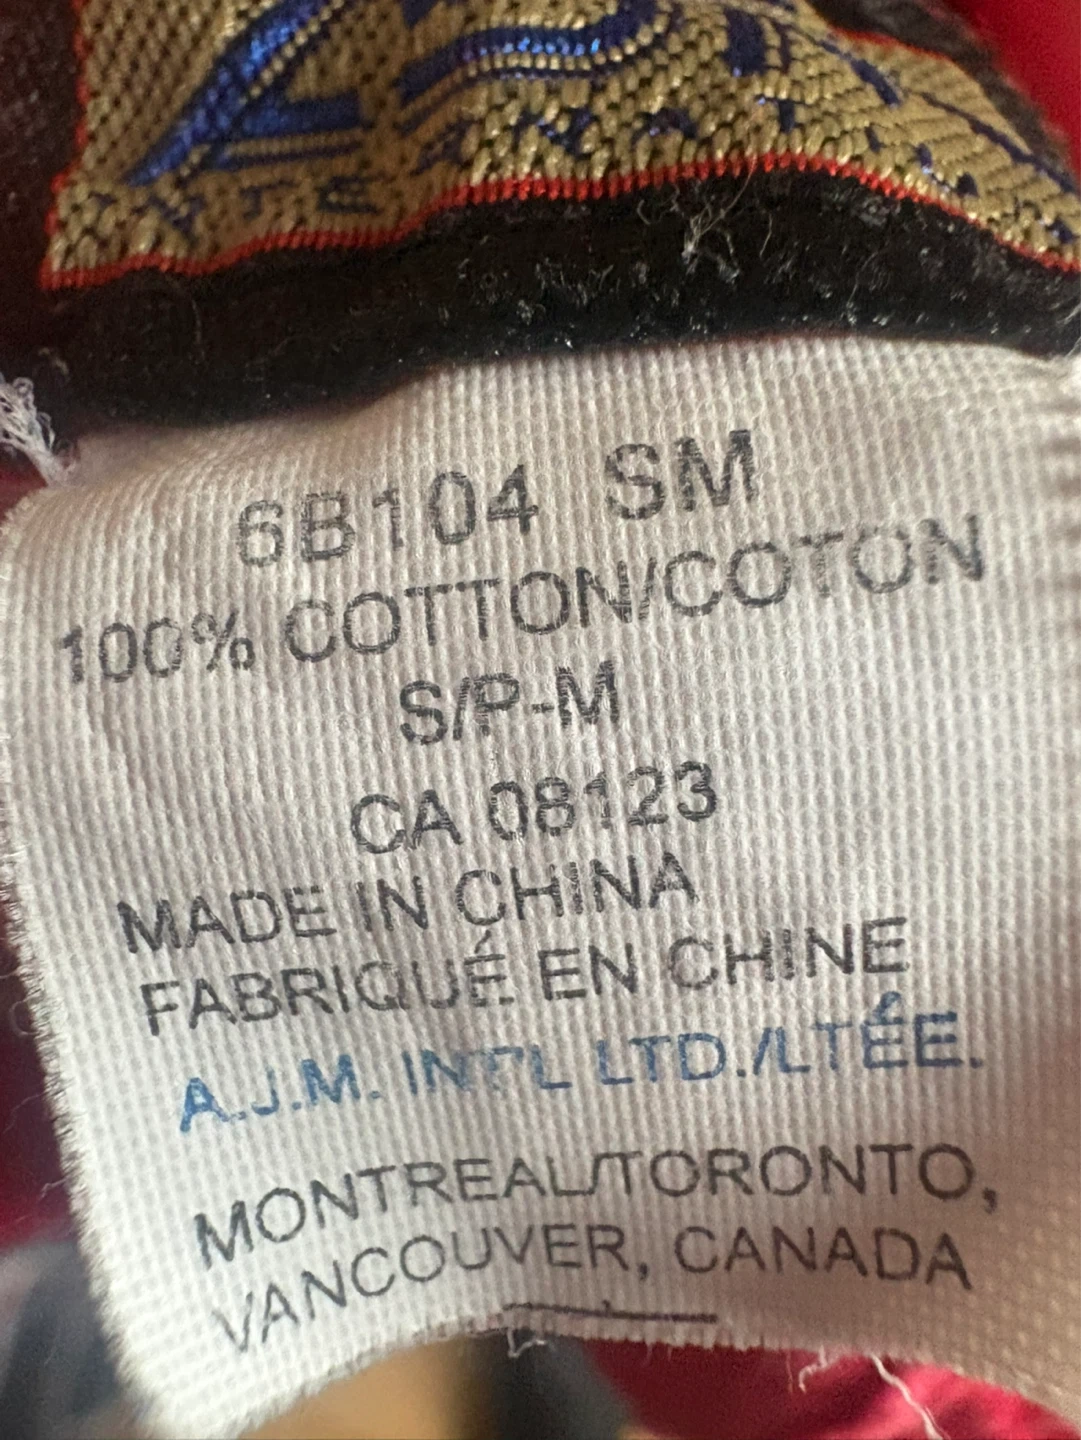 6B104 SM
100% COTTON/COTON
S/P-M
CA 08123
MADE IN CHINA
FABRIQUÉ EN CHINE
A.J.M. INT'L LTD./LTÉE.
MONTREAL/TORONTO,
VANCOUVER, CANADA